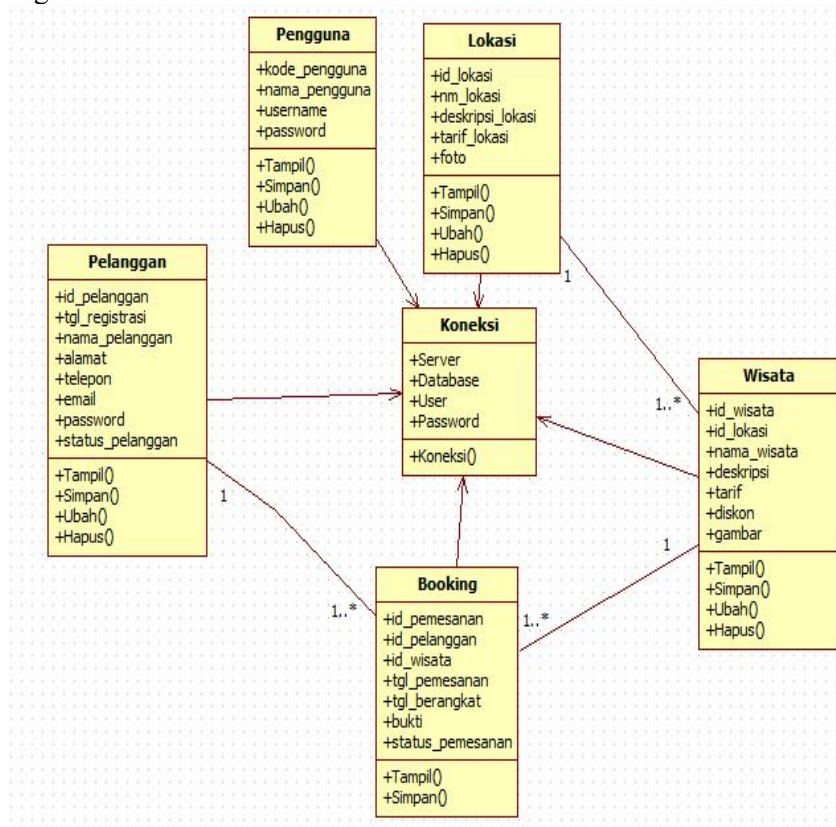 Pengguna
+kode_pengguna
+nama_pengguna
+username
+password
+Tampil()
+Simpan()
+Ubah()
+Hapus()
Lokasi
+id_lokasi
+nm_lokasi
+deskripsi_lokasi
+tarif_lokasi
+foto
+Tampil()
+Simpan()
+Ubah()
+Hapus()
Pelanggan
+id_pelanggan
+tgl_registrasi
+nama_pelanggan
+alamat
+telepon
+email
+password
+status_pelanggan
+Tampil()
+Simpan()
+Ubah()
+Hapus()
Koneksi
+Server
+Database
+User
+Password
+Koneksi()
Wisata
+id_wisata
+id_lokasi
+nama_wisata
+deskripsi
+tarif
+diskon
+gambar
+Tampil()
+Simpan()
+Ubah()
+Hapus()
Booking
+id_pemesanan
+id_pelanggan
+id_wisata
+tgl_pemesanan
+tgl_berangkat
+bukti
+status_pemesanan
+Tampil()
+Simpan()
1
1..*
1
1..*
1
1..*